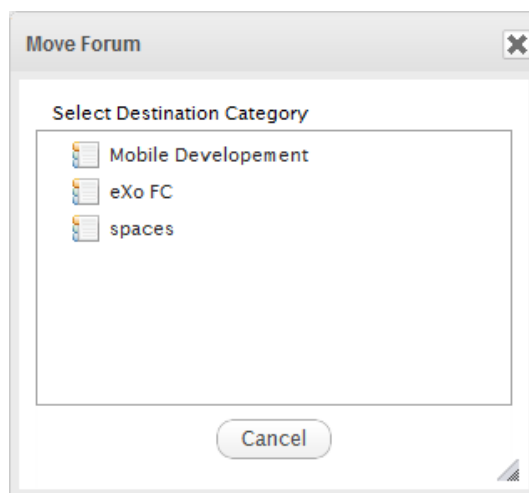 Move Forum
Select Destination Category
Mobile Developement
eXo FC
spaces
Cancel